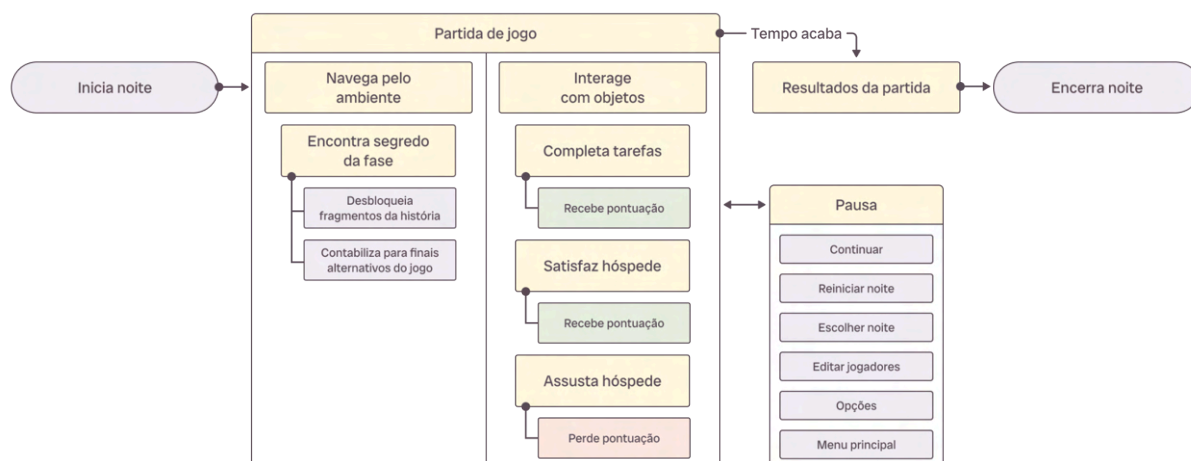 Inicia noite
Partida de jogo
Navega pelo
ambiente
Encontra segredo
da fase
Desbloqueia
fragmentos da história
Contabiliza para finais
alternativos do jogo
Interage
com objetos
Completa tarefas
Recebe pontuação
Satisfaz hóspede
Recebe pontuação
Assusta hóspede
Perde pontuação
Tempo acaba
Resultados da partida
Encerra noite
Pausa
Continuar
Reiniciar noite
Escolher noite
Editar jogadores
Opções
Menu principal